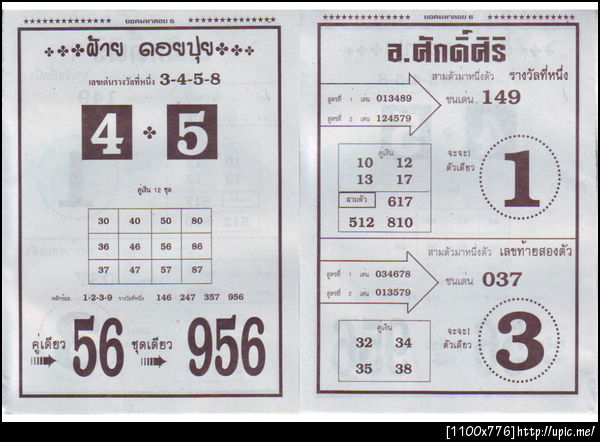 ยอดมหาลอย 5
ฝ้าย ดอยปุย
เลขเด่นรางวัลที่หนึ่ง 3-4-5-8
4 5
คู่เงิน 12 ชุด
30 40 50 80
36 46 56 86
37 47 57 87
หลักร้อย 1-2-3-9 รางวัลที่หนึ่ง 146 247 357 956
คู่เดียว 56 ชุดเดียว 956
ยอดมหาลอย 6
อ.ศักดิ์ศิริ
สามตัวมาหนึ่งตัว รางวัลที่หนึ่ง
สูตรที่ 1 เด่น 013489
ชนเด่น 149
สูตรที่ 2 เด่น 124579
คู่เงิน
10 12
13 17
สามตัว 617
512 810
จะจะ!
ตัวเดียว
1
สามตัวมาหนึ่งตัว เลขท้ายสองตัว
สูตรที่ 1 เด่น 034678
ชนเด่น 037
สูตรที่ 2 เด่น 013579
คู่เงิน
32 34
35 38
จะจะ!
ตัวเดียว
3
[1100x776]http://upic.me/